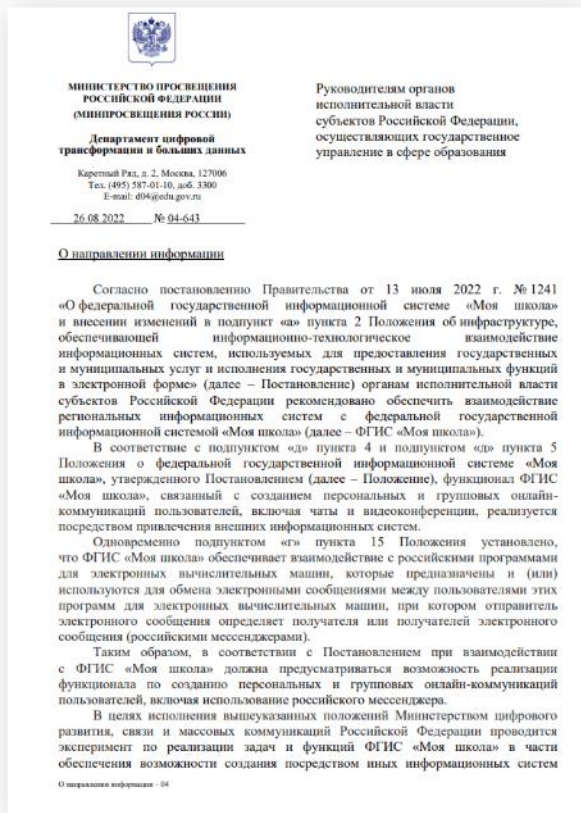 МИНИСТЕРСТВО ПРОСВЕЩЕНИЯ
РОССИЙСКОЙ ФЕДЕРАЦИИ
(МИНПРОСВЕЩЕНИЯ РОССИИ)
Департамент цифровой
трансформации и больших данных
Каретный Ряд, д. 2, Москва, 127006
Тел. (495) 587-01-10, доб. 3300
E-mail: d04@edu.gov.ru
26.08.2022 № 04-643
Руководителям органов
исполнительной власти
субъектов Российской Федерации,
осуществляющих государственное
управление в сфере образования
О направлении информации
Согласно постановлению Правительства от 13 июля 2022 г. № 1241
«О федеральной государственной информационной системе «Моя школа»
и внесении изменений в подпункт «а» пункта 2 Положения об инфраструктуре,
обеспечивающей информационно-технологическое взаимодействие
информационных систем, используемых для предоставления государственных
и муниципальных услуг и исполнения государственных и муниципальных функций
в электронной форме» (далее – Постановление) органам исполнительной власти
субъектов Российской Федерации рекомендовано обеспечить взаимодействие
региональных информационных систем с федеральной государственной
информационной системой «Моя школа» (далее – ФГИС «Моя школа»).
В соответствие с подпунктом «д» пункта 4 и подпунктом «д» пункта 5
Положения о федеральной государственной информационной системе «Моя
школа», утвержденного Постановлением (далее – Положение), функционал ФГИС
«Моя школа», связанный с созданием персональных и групповых онлайн-
коммуникаций пользователей, включая чаты и видеоконференции, реализуется
посредством привлечения внешних информационных систем.
Одновременно подпунктом «г» пункта 15 Положения установлено,
что ФГИС «Моя школа» обеспечивает взаимодействие с российскими программами
для электронных вычислительных машин, которые предназначены и (или)
используются для обмена электронными сообщениями между пользователями этих
программ для электронных вычислительных машин, при котором отправитель
электронного сообщения определяет получателя или получателей электронного
сообщения (российскими мессенджерами).
Таким образом, в соответствии с Постановлением при взаимодействии
с ФГИС «Моя школа» должна предусматриваться возможность реализации
функционала по созданию персональных и групповых онлайн-коммуникаций
пользователей, включая использование российского мессенджера.
В целях исполнения вышеуказанных положений Министерством цифрового
развития, связи и массовых коммуникаций Российской Федерации проводится
эксперимент по реализации задач и функций ФГИС «Моя школа» в части
обеспечения возможности создания посредством иных информационных систем
О направлении информации – 04